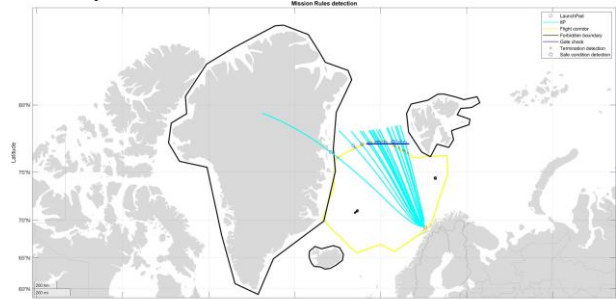 Mission Rules detection
LaunchPad
IIP
Flight corridor
Forbidden boundary
Gate check
Termination detection
Safe condition detection
80°N
75°N
70°N
65°N
60°N
Latitude
200 km
200 mi